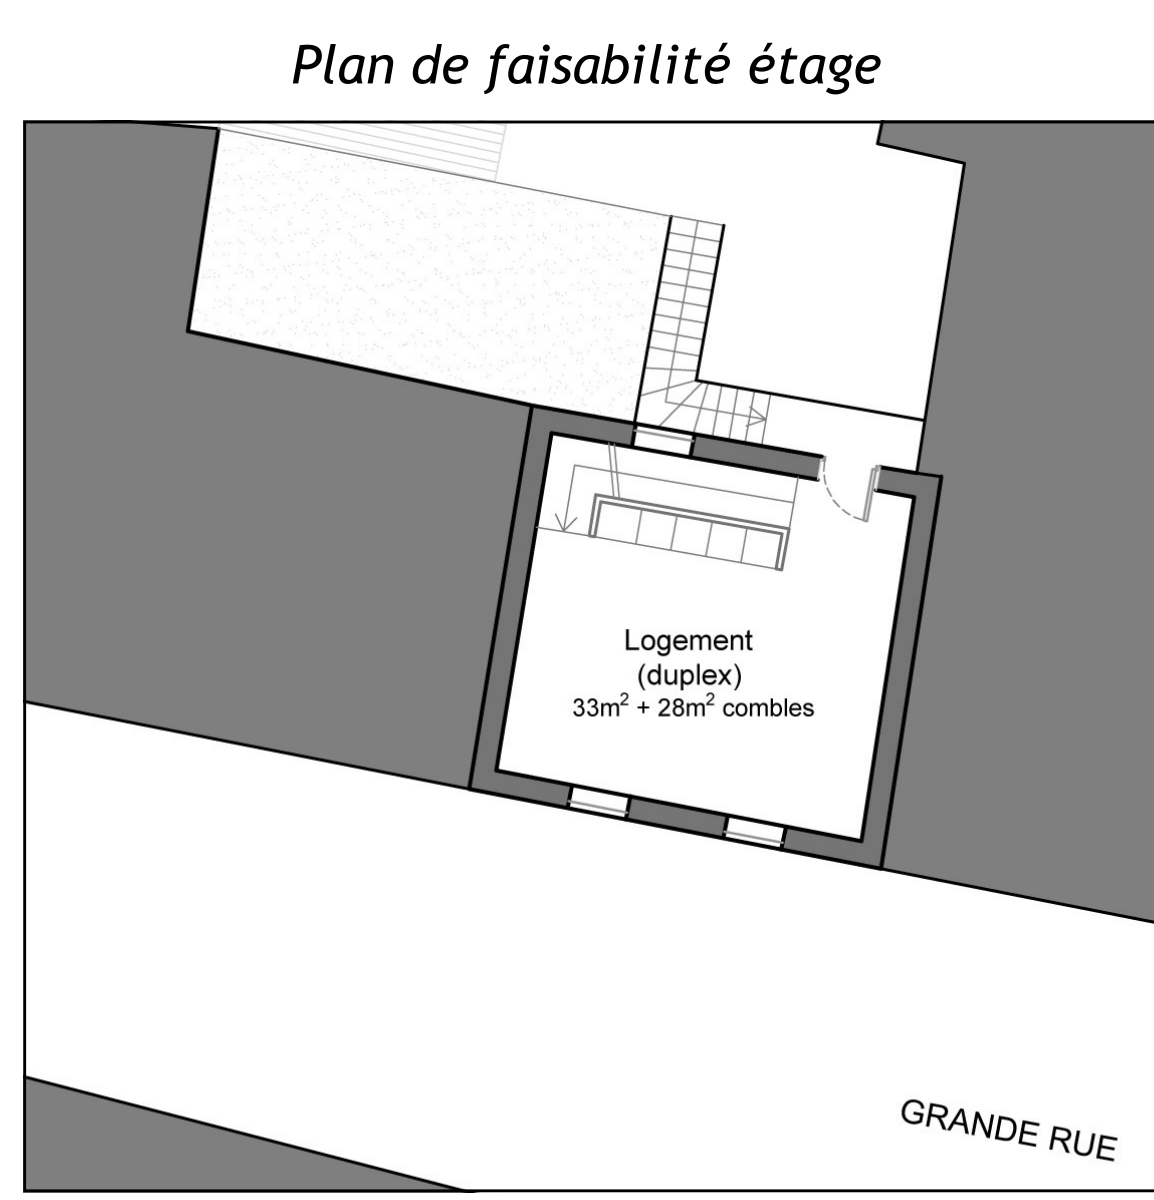 Plan de faisabilité étage
Logement
(duplex)
33m² + 28m² combles
GRANDE RUE